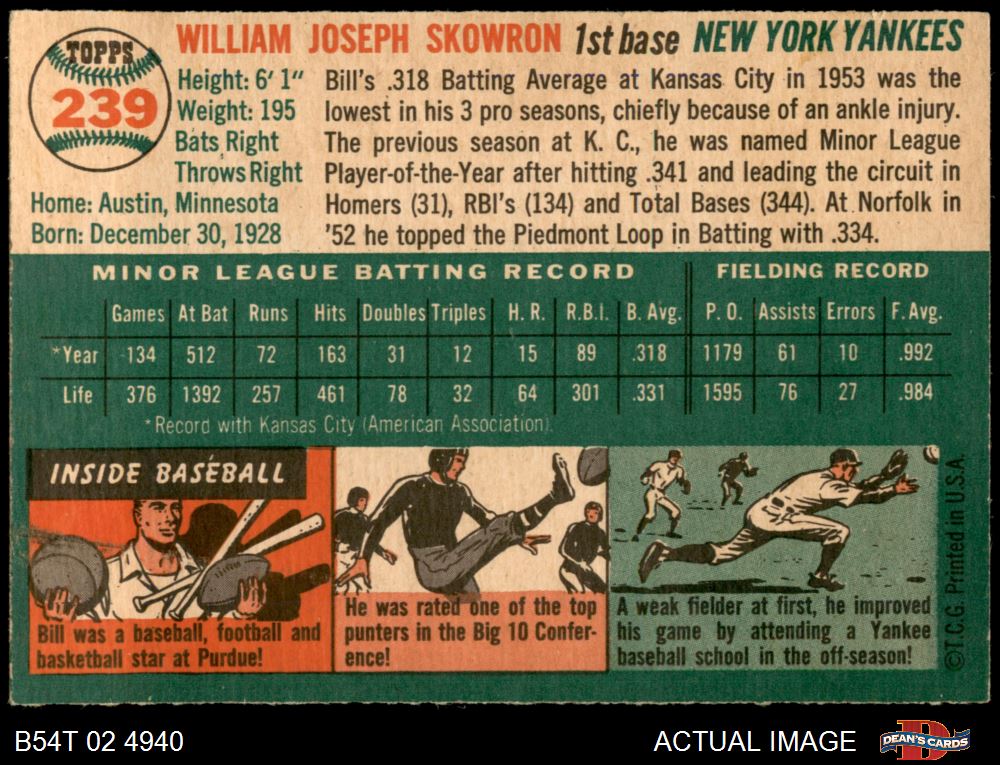 TOPPS
239
WILLIAM JOSEPH SKOWRON 1st base NEW YORK YANKEES
Height: 6' 1"
Weight: 195
Bats Right
Throws Right
Home: Austin, Minnesota
Born: December 30, 1928
Bill's .318 Batting Average at Kansas City in 1953 was the
lowest in his 3 pro seasons, chiefly because of an ankle injury.
The previous season at K. C., he was named Minor League
Player-of-the-Year after hitting .341 and leading the circuit in
Homers (31), RBI's (134) and Total Bases (344). At Norfolk in
'52 he topped the Piedmont Loop in Batting with .334.
MINOR LEAGUE BATTING RECORD FIELDING RECORD
Games At Bat Runs Hits Doubles Triples H. R. R.B.I. B. Avg. P. O. Assists Errors F. Avg.
*Year 134 512 72 163 31 12 15 89 .318 1179 61 10 .992
Life 376 1392 257 461 78 32 64 301 .331 1595 76 27 .984
*Record with Kansas City (American Association).
INSIDE BASEBALL
Bill was a baseball, football and
basketball star at Purdue!
He was rated one of the top
punters in the Big 10 Confer-
ence!
A weak fielder at first, he improved
his game by attending a Yankee
baseball school in the off-season!
©T.C.G. Printed in U.S.A.
B54T 02 4940
ACTUAL IMAGE
DEAN'S CARDS